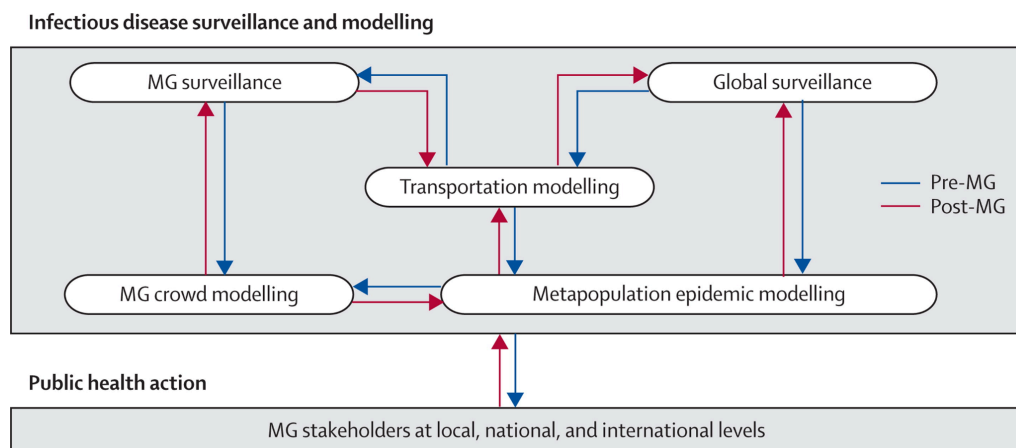 Infectious disease surveillance and modelling
MG surveillance
Global surveillance
Transportation modelling
Pre-MG
Post-MG
MG crowd modelling
Metapopulation epidemic modelling
Public health action
MG stakeholders at local, national, and international levels